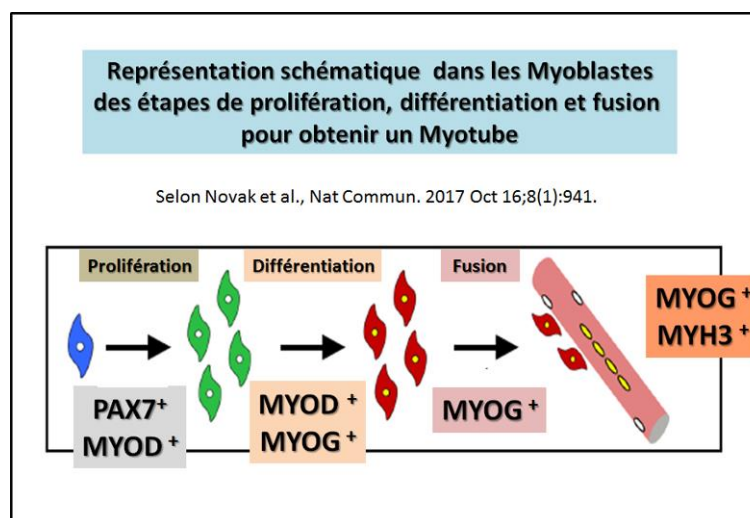 Représentation schématique dans les Myoblastes
des étapes de prolifération, différentiation et fusion
pour obtenir un Myotube
Selon Novak et al., Nat Commun. 2017 Oct 16;8(1):941.
Prolifération
Différentiation
Fusion
MYOG +
MYH3 +
PAX7+
MYOD +
MYOD +
MYOG +
MYOG +